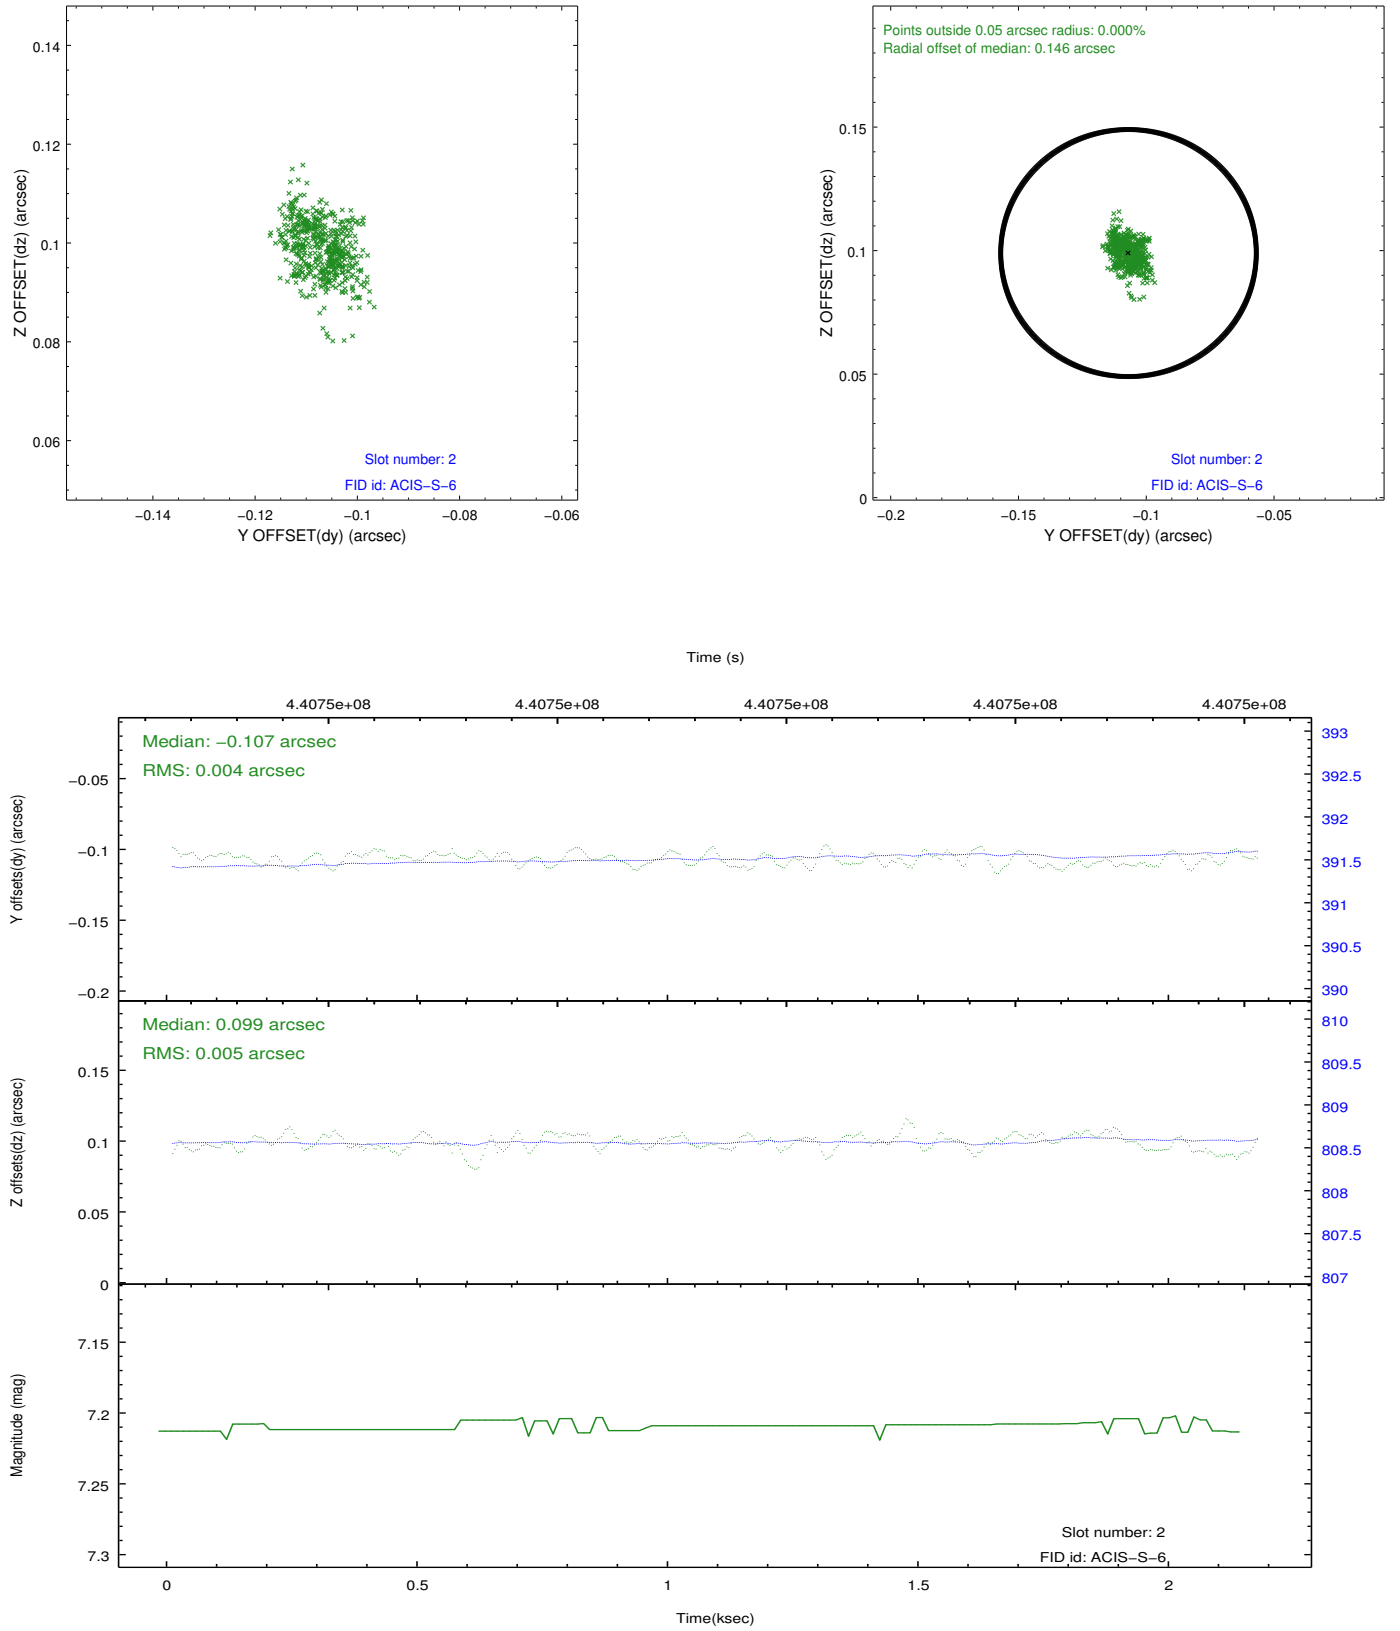 0.14
0.12
0.1
0.08
0.06
Z OFFSET(dz) (arcsec)
Slot number: 2
FID id: ACIS−S−6
−0.14 −0.12 −0.1 −0.08 −0.06
Y OFFSET(dy) (arcsec)
Points outside 0.05 arcsec radius: 0.000%
Radial offset of median: 0.146 arcsec
0.15
0.1
0.05
0
Z OFFSET(dz) (arcsec)
Slot number: 2
FID id: ACIS−S−6
−0.2 −0.15 −0.1 −0.05
Y OFFSET(dy) (arcsec)
Time (s)
4.4075e+08 4.4075e+08 4.4075e+08 4.4075e+08 4.4075e+08
Median: −0.107 arcsec
RMS: 0.004 arcsec
−0.05
−0.1
−0.15
−0.2
Y offsets(dy) (arcsec)
393
392.5
392
391.5
391
390.5
390
Median: 0.099 arcsec
RMS: 0.005 arcsec
0.15
0.1
0.05
0
Z offsets(dz) (arcsec)
810
809.5
809
808.5
808
807.5
807
7.15
7.2
7.25
7.3
Magnitude (mag)
Slot number: 2
FID id: ACIS−S−6
0 0.5 1 1.5 2
Time(ksec)